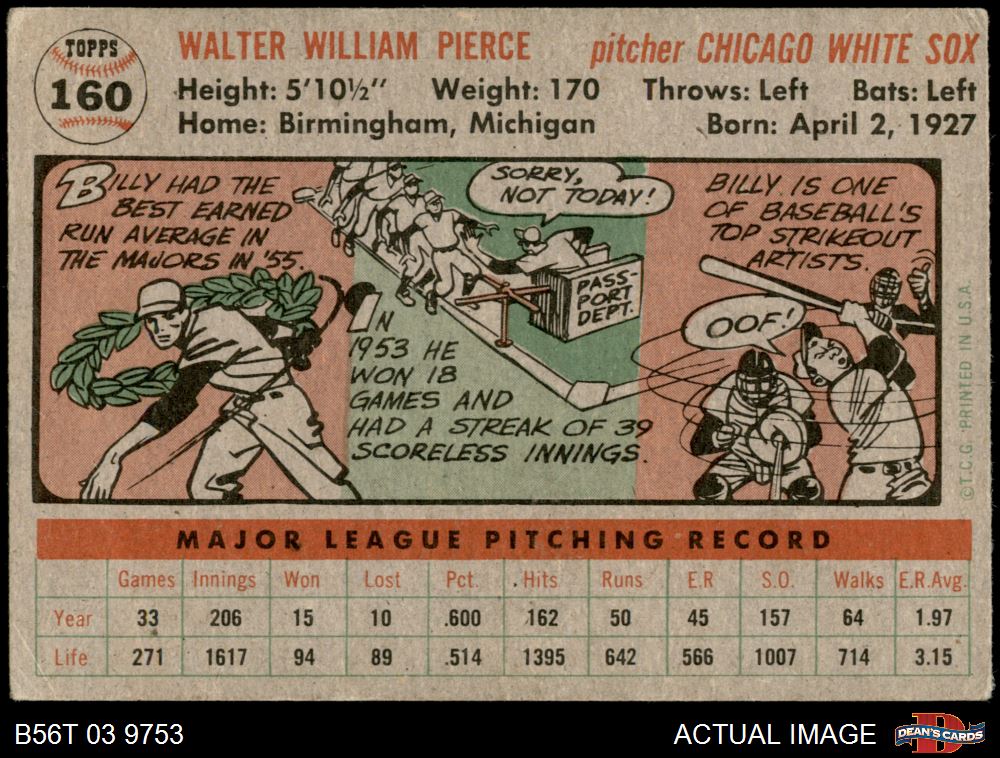 TOPPS
160
WALTER WILLIAM PIERCE pitcher CHICAGO WHITE SOX
Height: 5'10½" Weight: 170 Throws: Left Bats: Left
Home: Birmingham, Michigan Born: April 2, 1927
BILLY HAD THE
BEST EARNED
RUN AVERAGE IN
THE MAJORS IN '55.
SORRY,
NOT TODAY!
PASS-
PORT
DEPT.
IN
1953 HE
WON 18
GAMES AND
HAD A STREAK OF 39
SCORELESS INNINGS.
BILLY IS ONE
OF BASEBALL'S
TOP STRIKEOUT
ARTISTS.
OOF!
© T.C.G. PRINTED IN U.S.A.
MAJOR LEAGUE PITCHING RECORD
Games Innings Won Lost Pct. Hits Runs E.R S.O. Walks E.R.Avg.
Year 33 206 15 10 .600 162 50 45 157 64 1.97
Life 271 1617 94 89 .514 1395 642 566 1007 714 3.15
B56T 03 9753 ACTUAL IMAGE DEAN'S CARDS